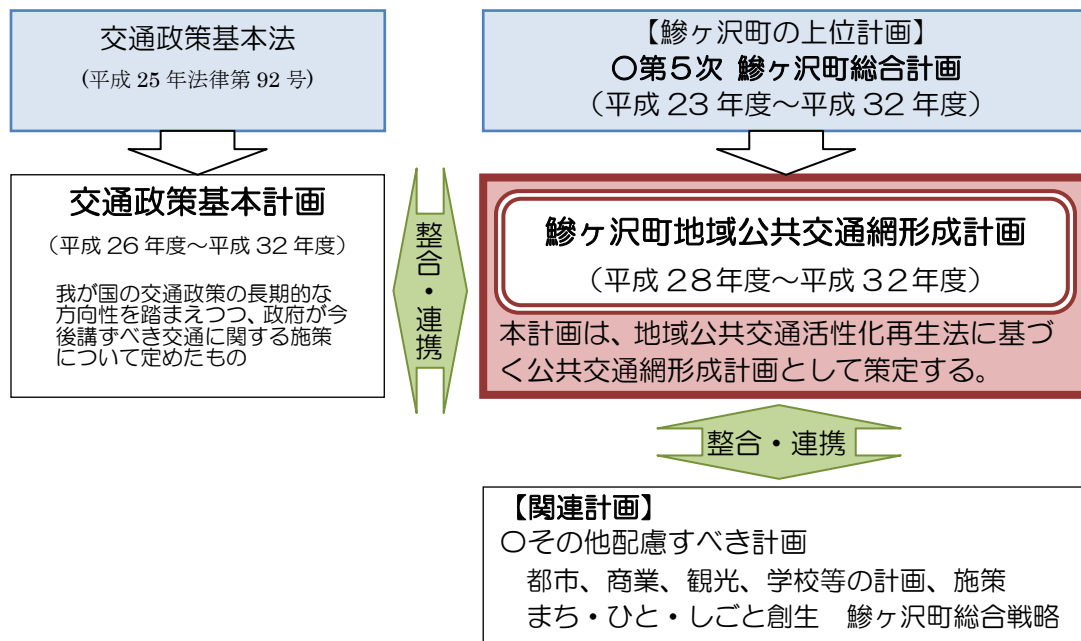 交通政策基本法
(平成 25 年法律第 92 号)
【鰺ヶ沢町の上位計画】
○第5次 鰺ヶ沢町総合計画
（平成 23 年度～平成 32 年度）
交通政策基本計画
（平成 26 年度～平成 32 年度）
我が国の交通政策の長期的な
方向性を踏まえつつ、政府が今
後講ずべき交通に関する施策
について定めたもの
整合・連携
鰺ヶ沢町地域公共交通網形成計画
（平成 28年度～平成 32年度）
本計画は、地域公共交通活性化再生法に基づ
く公共交通網形成計画として策定する。
整合・連携
【関連計画】
○その他配慮すべき計画
都市、商業、観光、学校等の計画、施策
まち・ひと・しごと創生　鰺ヶ沢町総合戦略